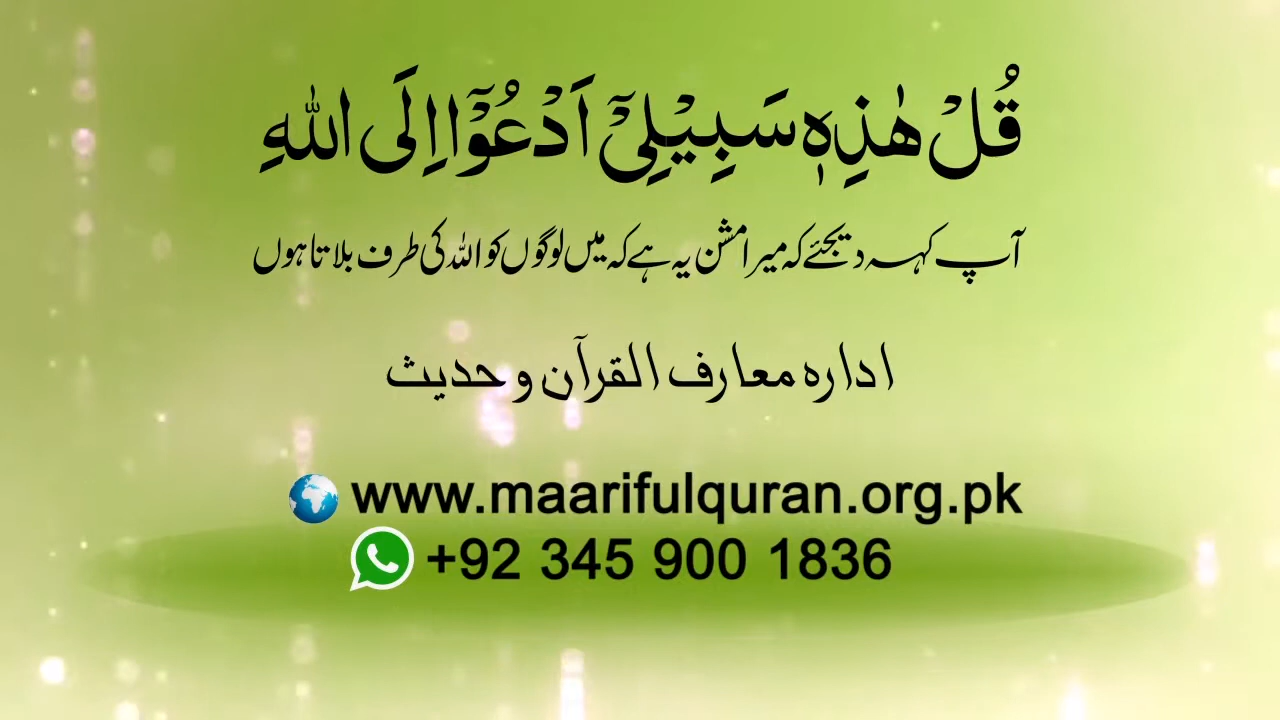 قُلْ هٰذِهٖ سَبِیْلِیْۤ اَدْعُوْۤا اِلَی اللّٰهِ
آپ کہہ دیجئے کہ میرا مشن یہ ہے کہ میں لوگوں کو اللہ کی طرف بلاتا ہوں
ادارہ معارف القرآن و حدیث
www.maarifulquran.org.pk
+92 345 900 1836